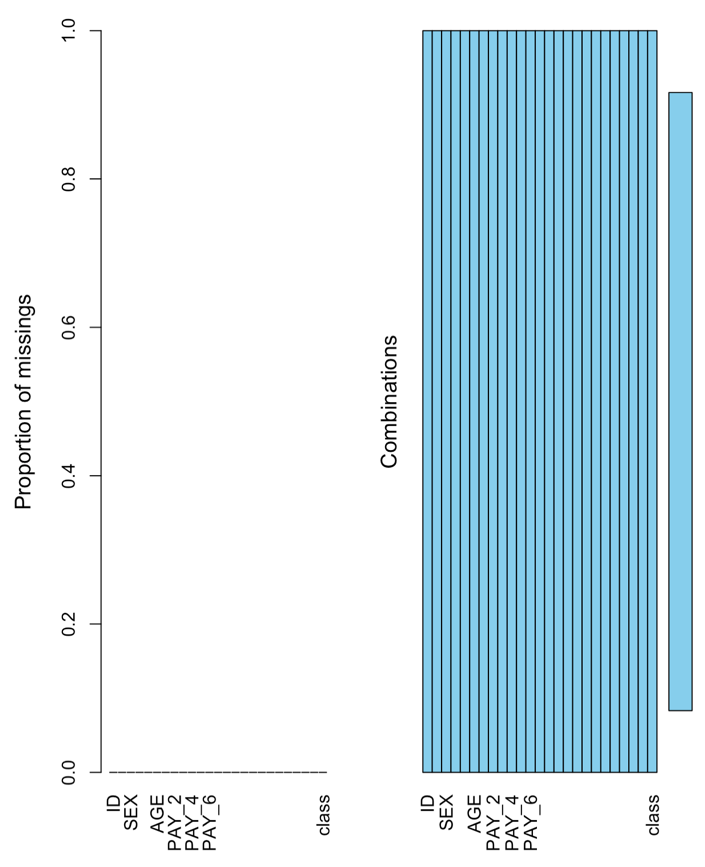 Proportion of missings
1.0
0.8
0.6
0.4
0.2
0.0
ID
SEX
AGE
PAY_2
PAY_4
PAY_6
class
Combinations
ID
SEX
AGE
PAY_2
PAY_4
PAY_6
class